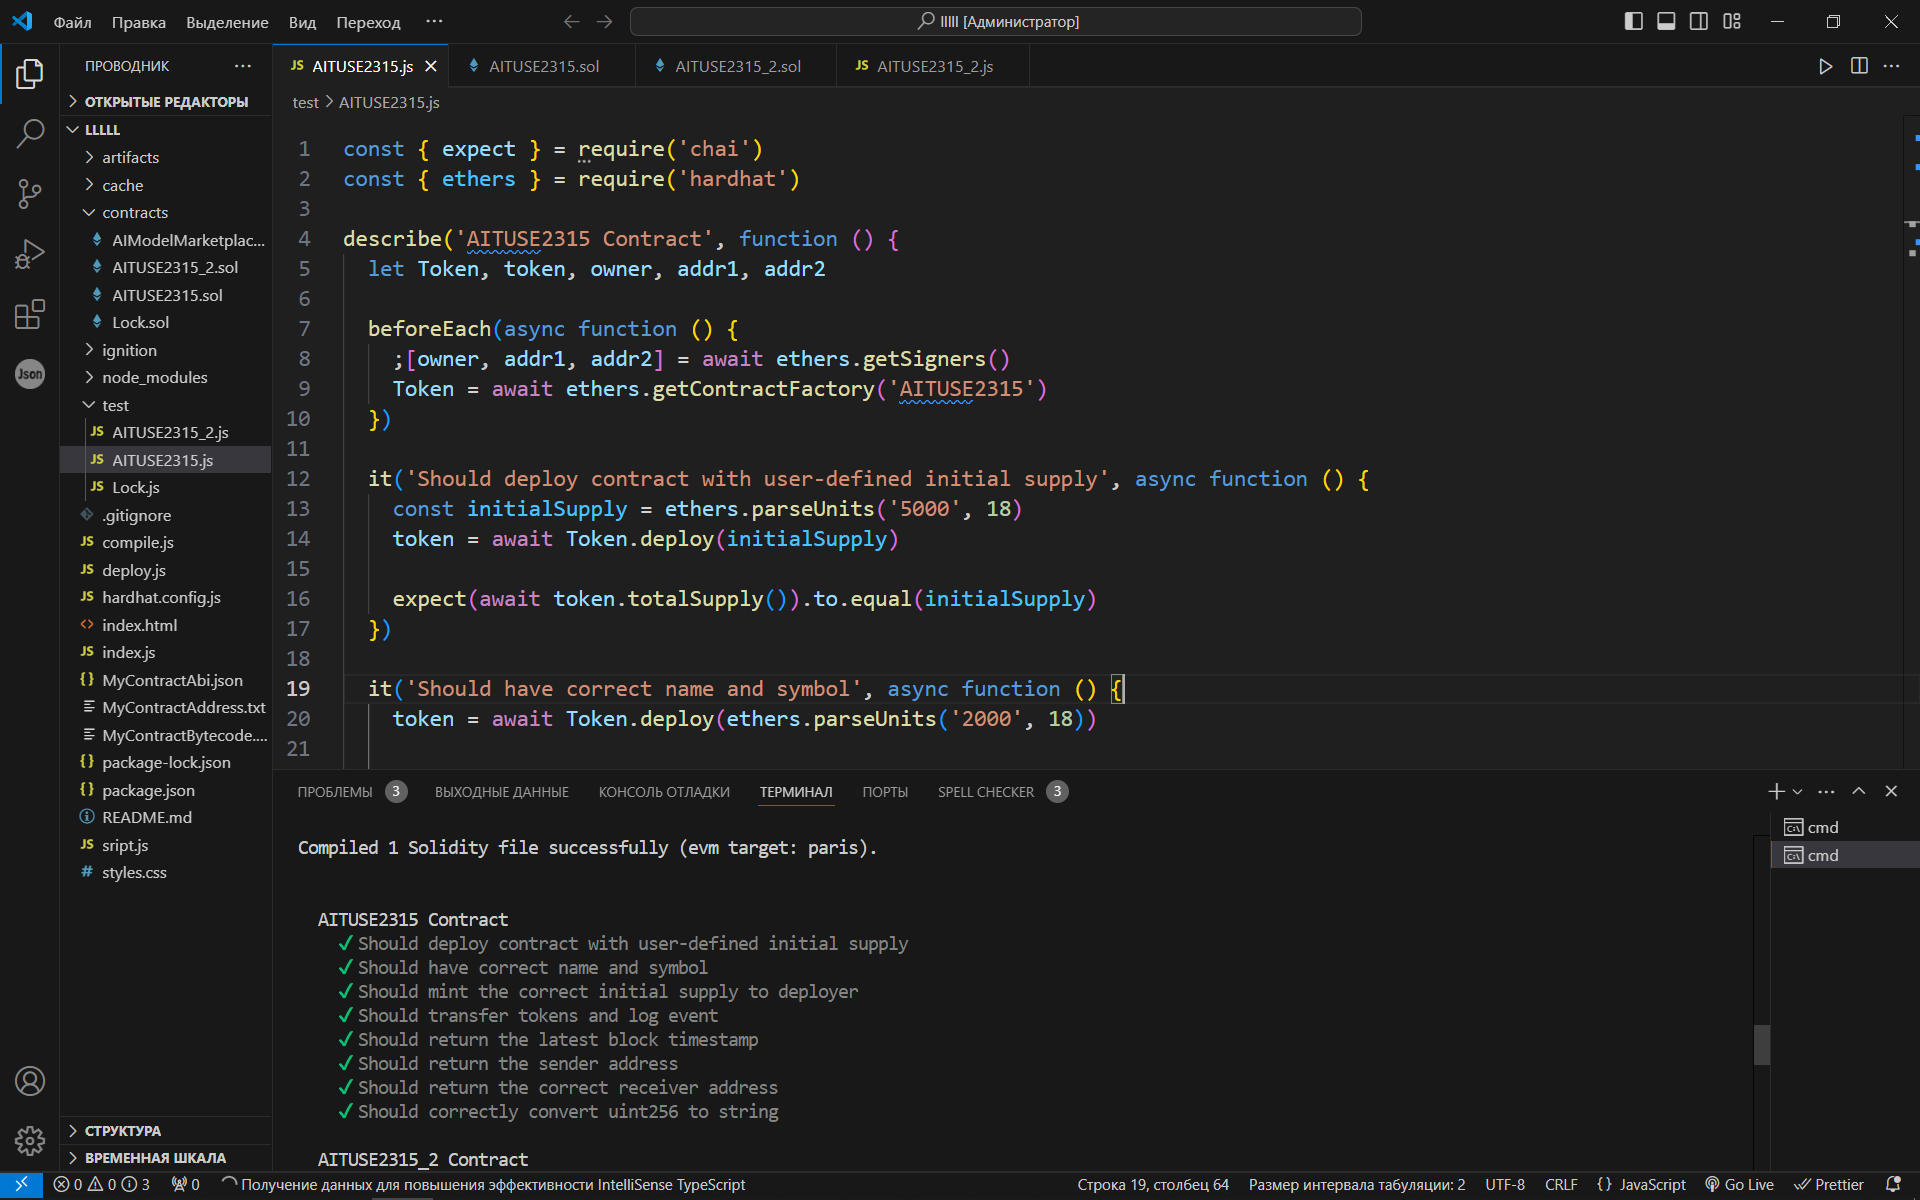 Файл Правка Выделение Вид Переход ··· lllll [Администратор]
ПРОВОДНИК ···
ОТКРЫТЫЕ РЕДАКТОРЫ
LLLLL
artifacts
cache
contracts
AIModelMarketplac...
AITUSE2315_2.sol
AITUSE2315.sol
Lock.sol
ignition
node_modules
test
JS AITUSE2315_2.js
JS AITUSE2315.js
JS Lock.js
.gitignore
JS compile.js
JS deploy.js
JS hardhat.config.js
<> index.html
JS index.js
{} MyContractAbi.json
MyContractAddress.txt
MyContractBytecode....
{} package-lock.json
{} package.json
README.md
JS sript.js
# styles.css
СТРУКТУРА
ВРЕМЕННАЯ ШКАЛА
Json
JS AITUSE2315.js AITUSE2315.sol AITUSE2315_2.sol JS AITUSE2315_2.js
test > JS AITUSE2315.js
1 const { expect } = require('chai')
2 const { ethers } = require('hardhat')
3
4 describe('AITUSE2315 Contract', function () {
5 let Token, token, owner, addr1, addr2
6
7 beforeEach(async function () {
8 ;[owner, addr1, addr2] = await ethers.getSigners()
9 Token = await ethers.getContractFactory('AITUSE2315')
10 })
11
12 it('Should deploy contract with user-defined initial supply', async function () {
13 const initialSupply = ethers.parseUnits('5000', 18)
14 token = await Token.deploy(initialSupply)
15
16 expect(await token.totalSupply()).to.equal(initialSupply)
17 })
18
19 it('Should have correct name and symbol', async function () {
20 token = await Token.deploy(ethers.parseUnits('2000', 18))
21
ПРОБЛЕМЫ 3 ВЫХОДНЫЕ ДАННЫЕ КОНСОЛЬ ОТЛАДКИ ТЕРМИНАЛ ПОРТЫ SPELL CHECKER 3
Compiled 1 Solidity file successfully (evm target: paris).
AITUSE2315 Contract
✓ Should deploy contract with user-defined initial supply
✓ Should have correct name and symbol
✓ Should mint the correct initial supply to deployer
✓ Should transfer tokens and log event
✓ Should return the latest block timestamp
✓ Should return the sender address
✓ Should return the correct receiver address
✓ Should correctly convert uint256 to string
AITUSE2315_2 Contract
cmd
cmd
0 0 3 0 Получение данных для повышения эффективности IntelliSense TypeScript Строка 19, столбец 64 Размер интервала табуляции: 2 UTF-8 CRLF {} JavaScript Go Live Prettier